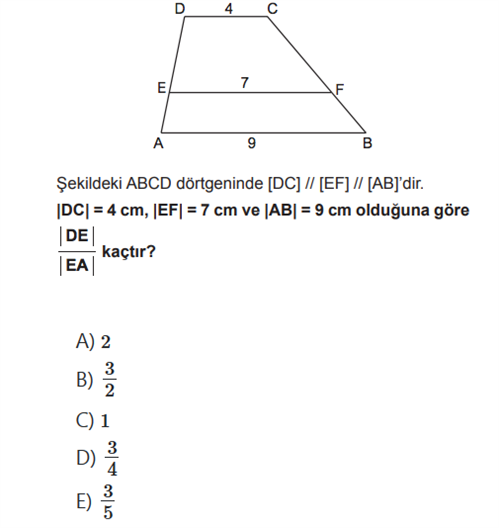 D 4 C
E 7 F
A 9 B
Şekildeki ABCD dörtgeninde [DC] // [EF] // [AB]'dir.
|DC| = 4 cm, |EF| = 7 cm ve |AB| = 9 cm olduğuna göre
|DE|
|EA| kaçtır?
A) 2
B) 3/2
C) 1
D) 3/4
E) 3/5